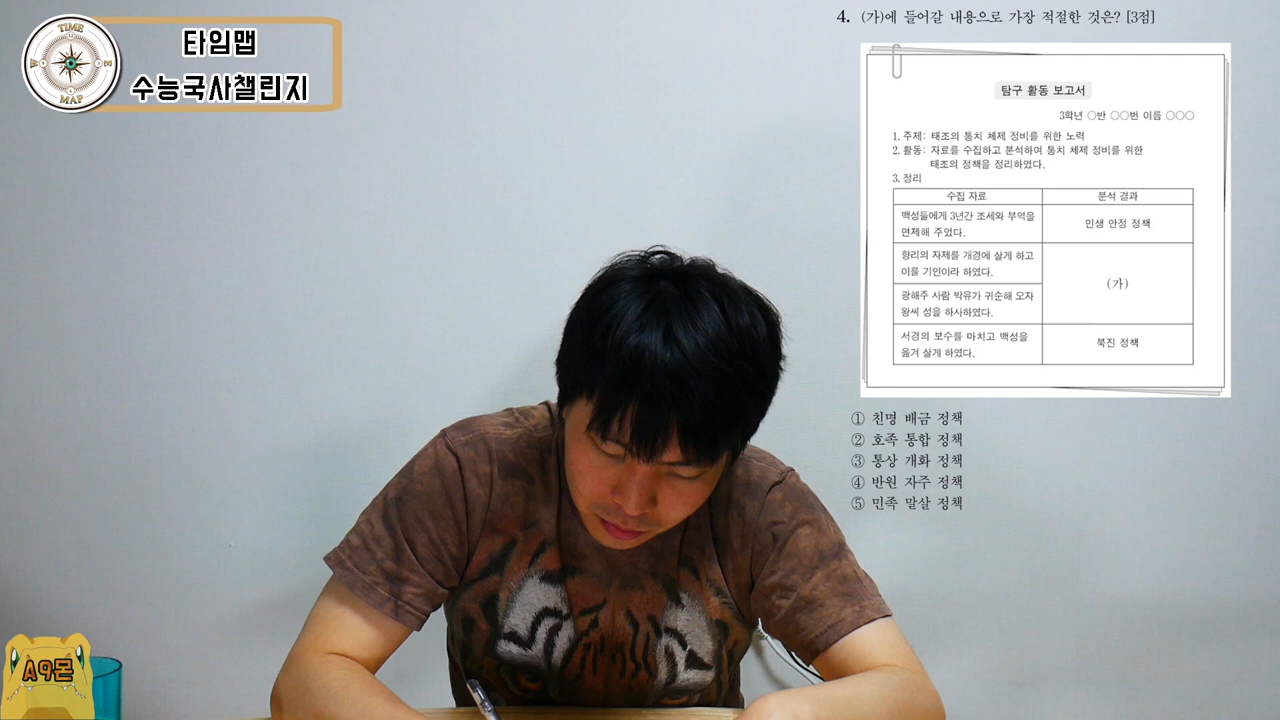 TIME
W
E
MAP
타임맵
수능국사챌린지
4. (가)에 들어갈 내용으로 가장 적절한 것은? [3점]
탐구 활동 보고서
3학년 ○반 ○○번 이름 ○○○
1. 주제: 태조의 통치 체제 정비를 위한 노력
2. 활동: 자료를 수집하고 분석하여 통치 체제 정비를 위한
태조의 정책을 정리하였다.
3. 정리
수집 자료
분석 결과
백성들에게 3년간 조세와 부역을
면제해 주었다.
민생 안정 정책
향리의 자제를 개경에 살게 하고
이를 기인이라 하였다.
(가)
광해주 사람 박유가 귀순해 오자
왕씨 성을 하사하였다.
서경의 보수를 마치고 백성을
옮겨 살게 하였다.
북진 정책
① 친명 배금 정책
② 호족 통합 정책
③ 통상 개화 정책
④ 반원 자주 정책
⑤ 민족 말살 정책
A9몬